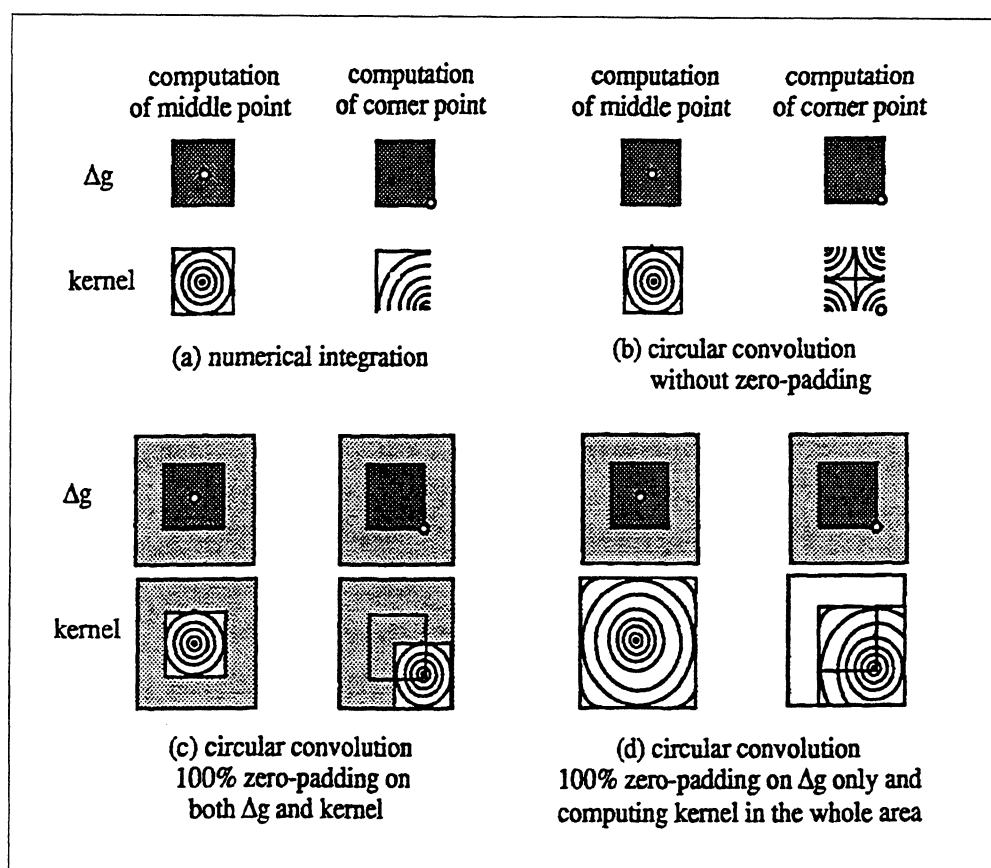 computation
of middle point
computation
of corner point
computation
of middle point
computation
of corner point
Δg
kernel
(a) numerical integration
(b) circular convolution
without zero-padding
Δg
kernel
(c) circular convolution
100% zero-padding on
both Δg and kernel
(d) circular convolution
100% zero-padding on Δg only and
computing kernel in the whole area